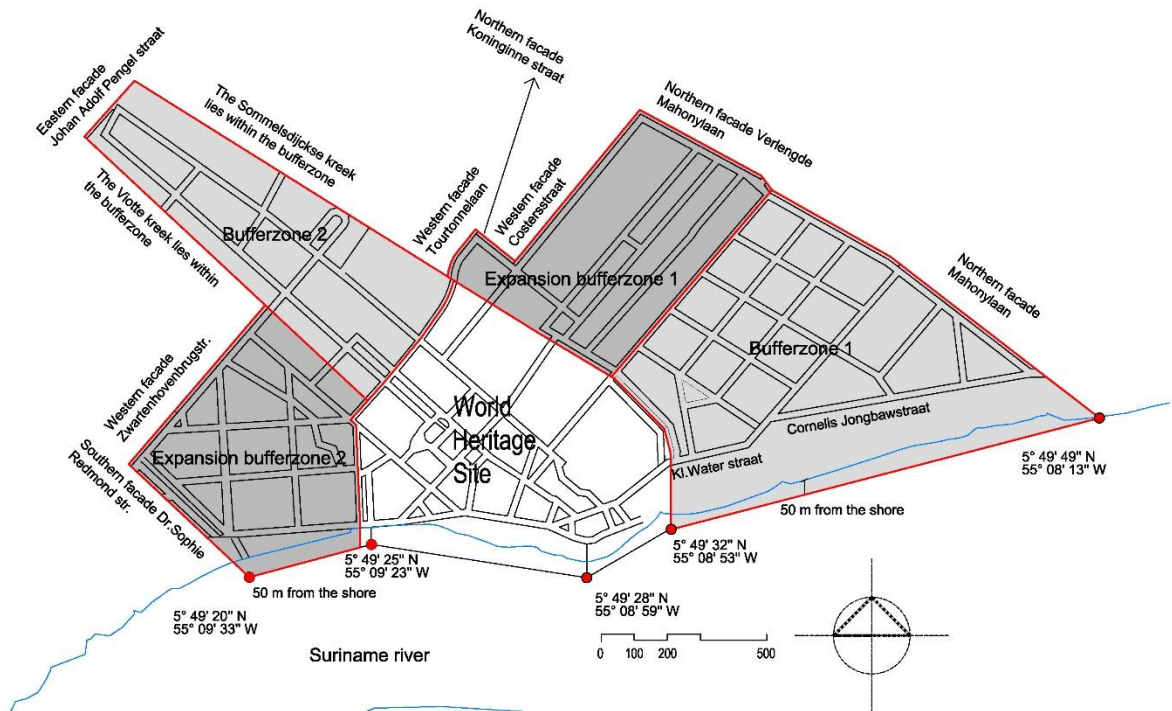 Northern facade
Koninginne straat
Eastern facade
Johan Adolf Pengel straat
The Sommelsdijckse kreek
lies within the bufferzone
The Viotte kreek lies within
the bufferzone
Bufferzone 2
Western facade
Tourtonnelaan
Western facade
Costersstraat
Northern facade Verlengde
Mahonylaan
Expansion bufferzone 1
Northern facade
Mahonylaan
Bufferzone 1
Western facade
Zwartenhovenbrugstr.
World
Heritage
Site
Cornelis Jongbawstraat
Kl.Water straat
Expansion bufferzone 2
Southern facade Dr.Sophie
Redmond str.
5° 49' 49" N
55° 08' 13" W
50 m from the shore
5° 49' 32" N
55° 08' 53" W
5° 49' 25" N
55° 09' 23" W
50 m from the shore
5° 49' 28" N
55° 08' 59" W
5° 49' 20" N
55° 09' 33" W
Suriname river
0 100 200 500